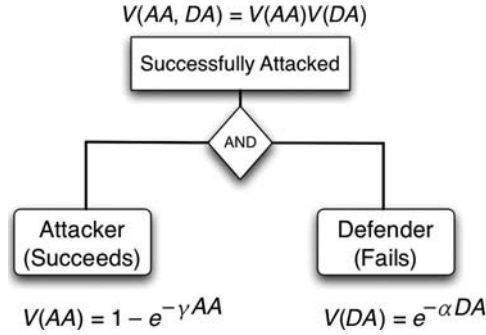 V(AA, DA) = V(AA)V(DA)
Successfully Attacked
AND
Attacker
(Succeeds)
Defender
(Fails)
V(AA) = 1 – e^{–γAA}
V(DA) = e^{–αDA}